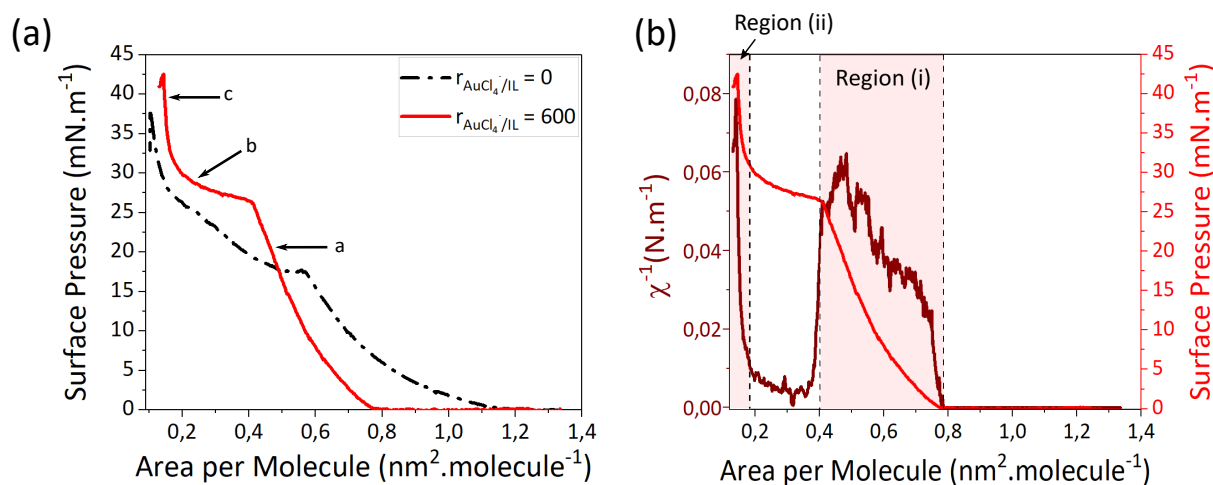 (a)
Surface Pressure (mN.m⁻¹)
45
40
35
30
25
20
15
10
5
0
c
b
a
r AuCl₄⁻/IL = 0
r AuCl₄⁻/IL = 600
0,2 0,4 0,6 0,8 1,0 1,2 1,4
Area per Molecule (nm².molecule⁻¹)
(b)
Region (ii)
Region (i)
χ⁻¹(N.m⁻¹)
0,08
0,06
0,04
0,02
0,00
45
40
35
30
25
20
15
10
5
0
Surface Pressure (mN.m⁻¹)
0,2 0,4 0,6 0,8 1,0 1,2 1,4
Area per Molecule (nm².molecule⁻¹)